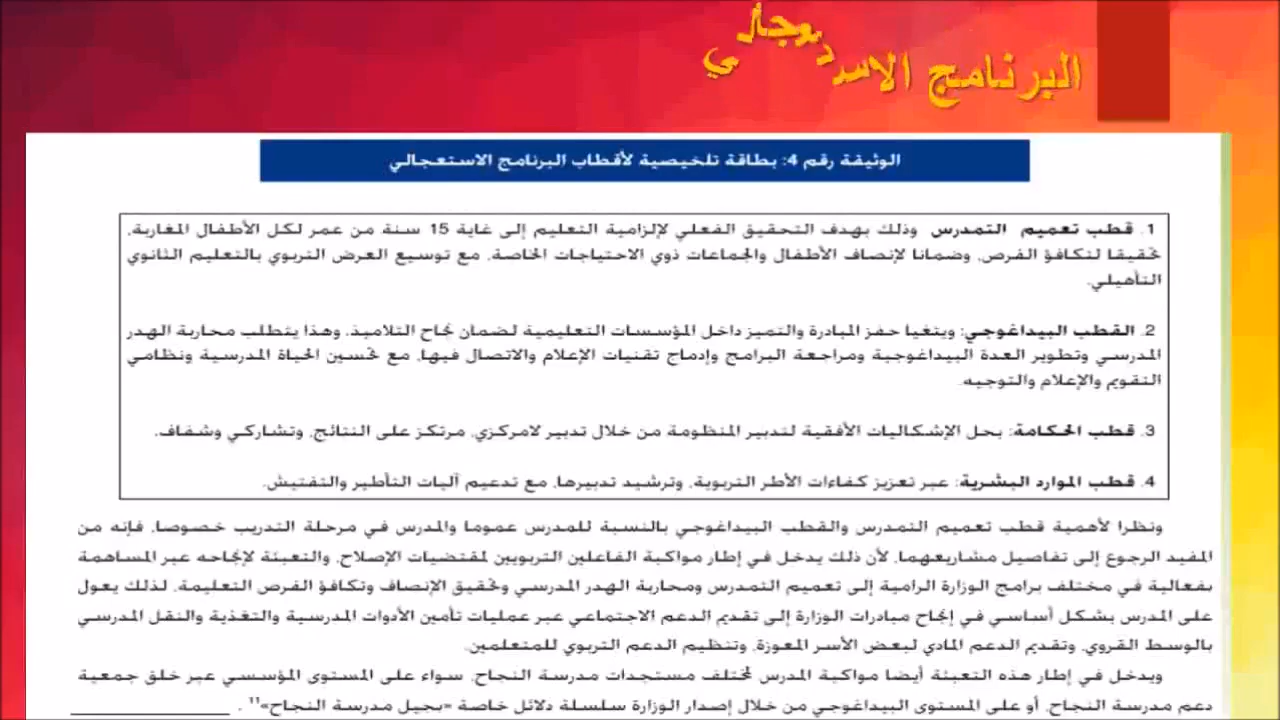 البرنامج الاستعجالي
الوثيقة رقم 4: بطاقة تلخيصية لأقطاب البرنامج الاستعجالي
1. قطب تعميم التمدرس وذلك بهدف التحقيق الفعلي لإلزامية التعليم إلى غاية 15 سنة من عمر لكل الأطفال المغاربة،
تحقيقا لتكافؤ الفرص، وضمانا لإنصاف الأطفال والجماعات ذوي الاحتياجات الخاصة، مع توسيع العرض التربوي بالتعليم الثانوي
التأهيلي.
2. القطب البيداغوجي: ويتغيا حفز المبادرة والتميز داخل المؤسسات التعليمية لضمان نجاح التلاميذ، وهذا يتطلب محاربة الهدر
المدرسي وتطوير العدة البيداغوجية ومراجعة البرامج وإدماج تقنيات الإعلام والاتصال فيها، مع تحسين الحياة المدرسية ونظامي
التقويم والإعلام والتوجيه.
3. قطب الحكامة: بحل الإشكاليات الأفقية لتدبير المنظومة من خلال تدبير لامركزي، مرتكز على النتائج، وتشاركي وشفاف.
4. قطب الموارد البشرية: عبر تعزيز كفاءات الأطر التربوية، وترشيد تدبيرها، مع تدعيم آليات التأطير والتفتيش.
ونظرا لأهمية قطب تعميم التمدرس والقطب البيداغوجي بالنسبة للمدرس عموما والمدرس في مرحلة التدريب خصوصا، فإنه من
المفيد الرجوع إلى تفاصيل مشاريعهما، لأن ذلك يدخل في إطار مواكبة الفاعلين التربويين لمقتضيات الإصلاح، والتعبئة لإنجاحه عبر المساهمة
بفعالية في مختلف برامج الوزارة الرامية إلى تعميم التمدرس ومحاربة الهدر المدرسي وتحقيق الإنصاف وتكافؤ الفرص التعليمة، لذلك يعول
على المدرس بشكل أساسي في إنجاح مبادرات الوزارة إلى تقديم الدعم الاجتماعي عبر عمليات تأمين الأدوات المدرسية والتغذية والنقل المدرسي
بالوسط القروي، وتقديم الدعم المادي لبعض الأسر المعوزة، وتنظيم الدعم التربوي للمتعلمين.
ويدخل في إطار هذه التعبئة أيضا مواكبة المدرس لمختلف مستجدات مدرسة النجاح، سواء على المستوى المؤسسي عبر خلق جمعية
دعم مدرسة النجاح، أو على المستوى البيداغوجي من خلال إصدار الوزارة سلسلة دلائل خاصة «بجيل مدرسة النجاح»11 .